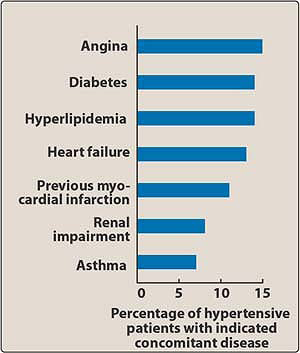 Angina
Diabetes
Hyperlipidemia
Heart failure
Previous myo-
cardial infarction
Renal
impairment
Asthma
0 5 10 15
Percentage of hypertensive
patients with indicated
concomitant disease